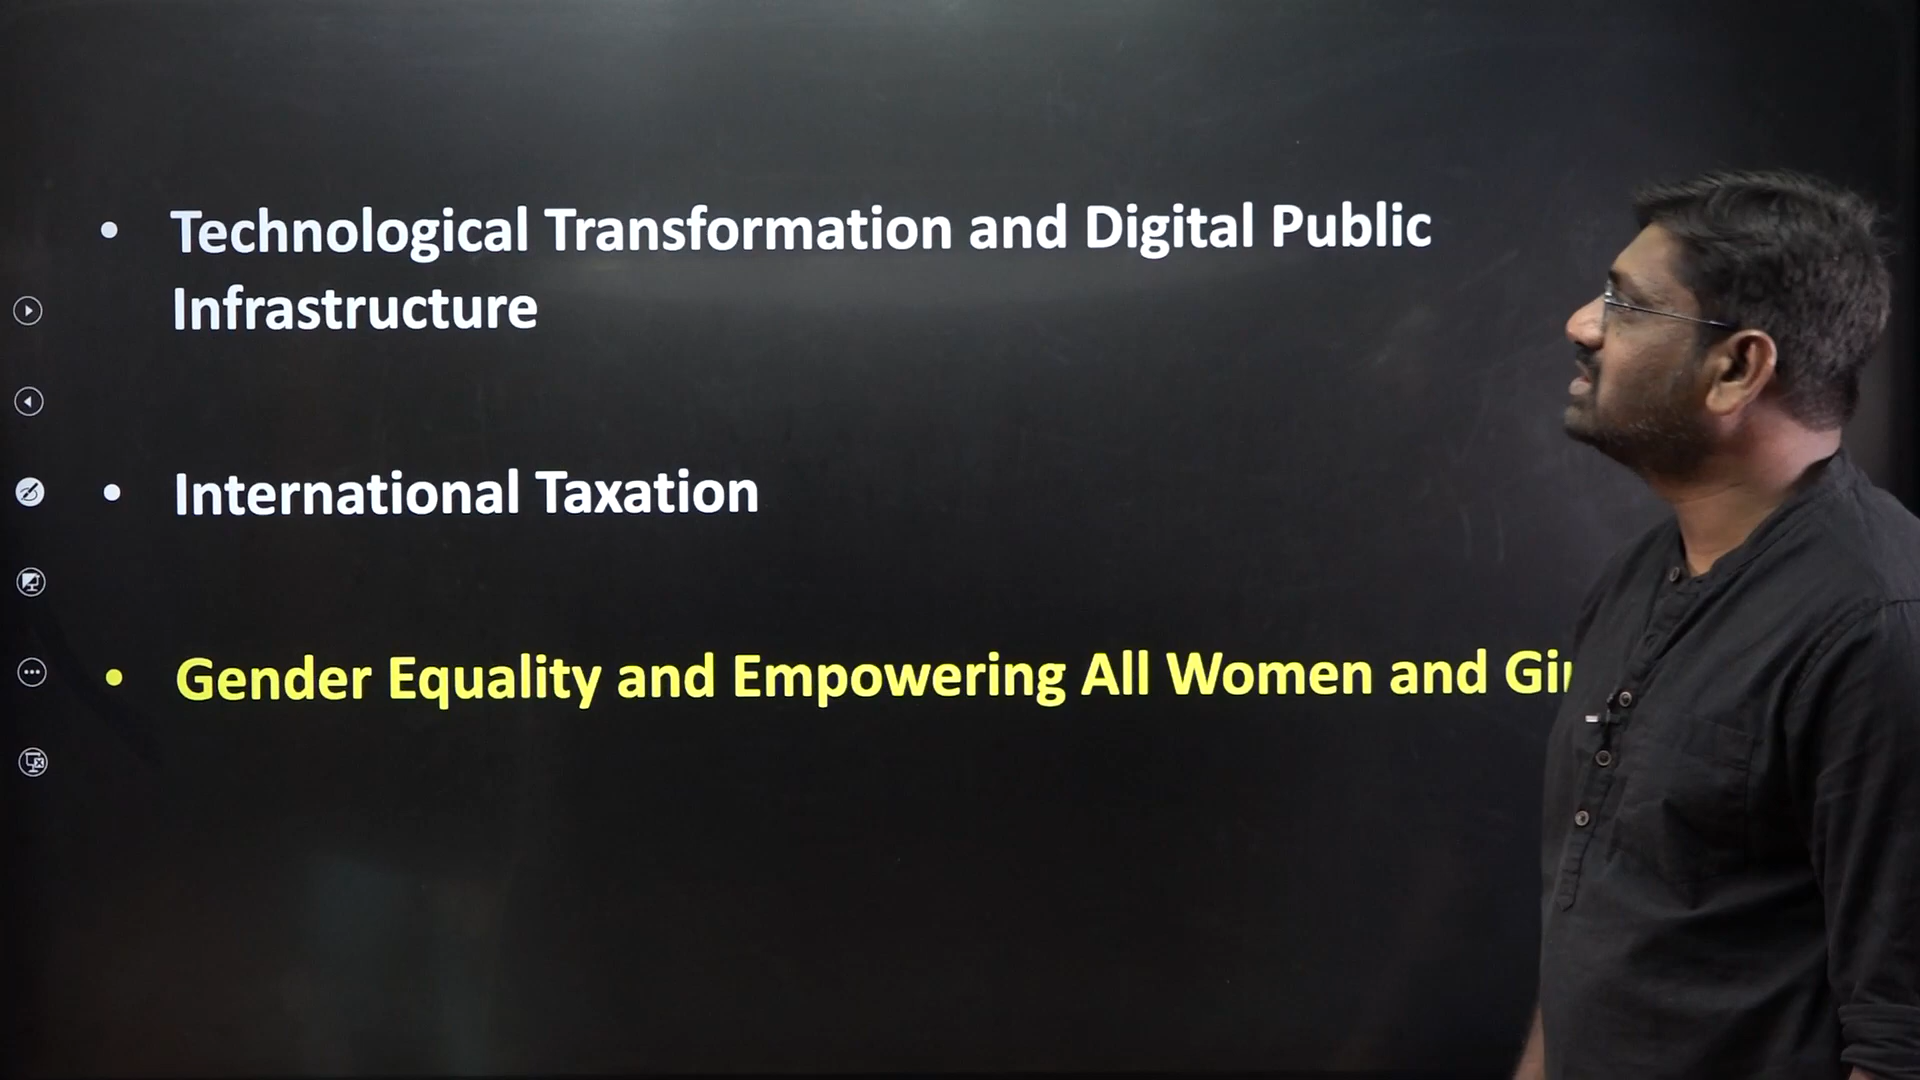 • Technological Transformation and Digital Public
Infrastructure
• International Taxation
• Gender Equality and Empowering All Women and